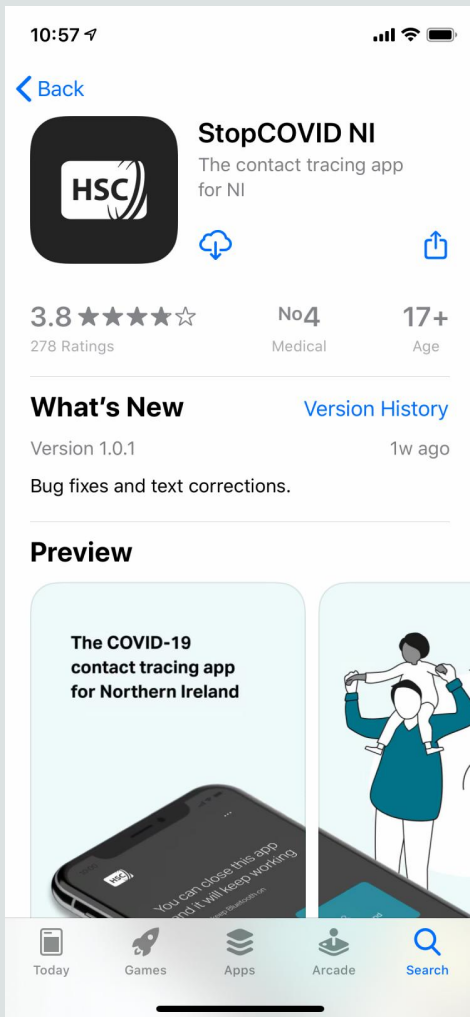 10:57
Back
HSC
StopCOVID NI
The contact tracing app
for NI
3.8
No4
17+
278 Ratings
Medical
Age
What's New
Version History
Version 1.0.1
1w ago
Bug fixes and text corrections.
Preview
The COVID-19
contact tracing app
for Northern Ireland
HSC
You can close this app
and it will keep working
Today
Games
Apps
Arcade
Search